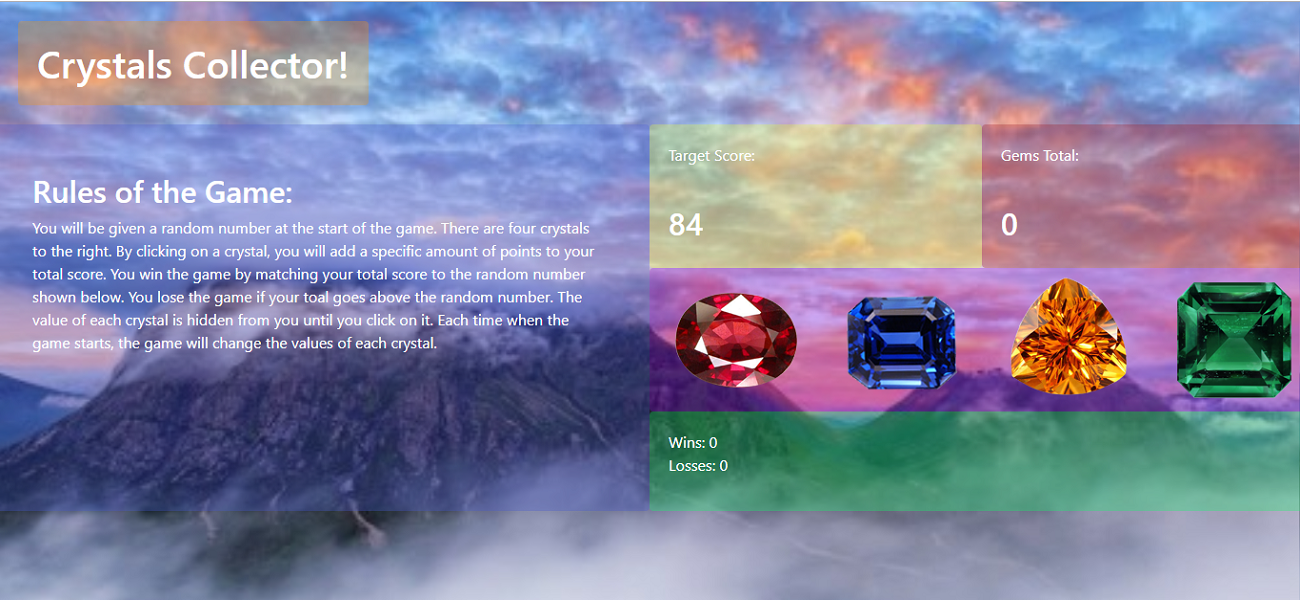 Crystals Collector!
Rules of the Game:
You will be given a random number at the start of the game. There are four crystals
to the right. By clicking on a crystal, you will add a specific amount of points to your
total score. You win the game by matching your total score to the random number
shown below. You lose the game if your toal goes above the random number. The
value of each crystal is hidden from you until you click on it. Each time when the
game starts, the game will change the values of each crystal.
Target Score:
84
Gems Total:
0
Wins: 0
Losses: 0